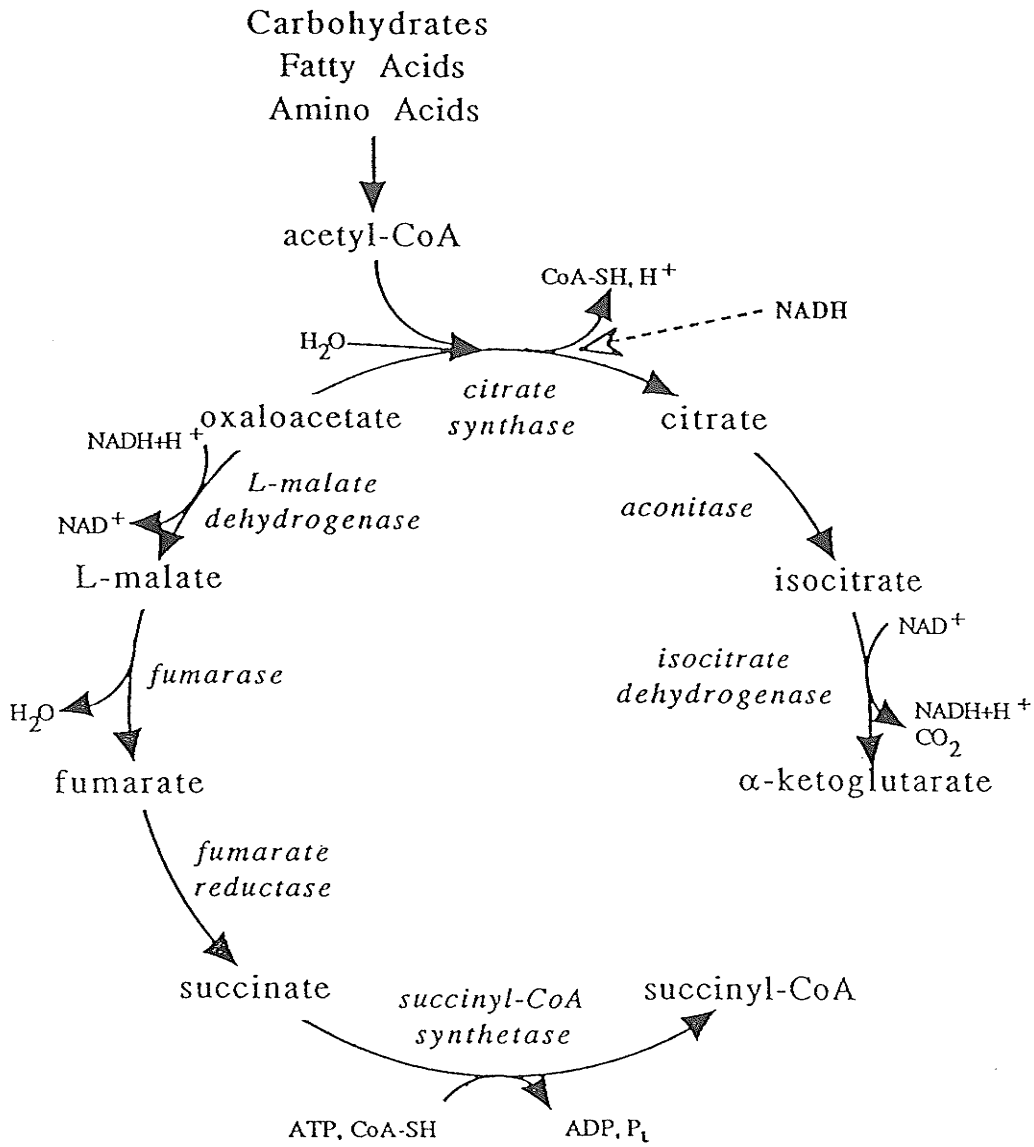 Carbohydrates
Fatty Acids
Amino Acids
acetyl-CoA
CoA-SH, H+
NADH
H2O
citrate
synthase
oxaloacetate
citrate
NADH+H+
L-malate
dehydrogenase
aconitase
NAD+
L-malate
isocitrate
NAD+
fumarase
isocitrate
dehydrogenase
H2O
NADH+H+
CO2
fumarate
α-ketoglutarate
fumarate
reductase
succinate
succinyl-CoA
synthetase
succinyl-CoA
ATP, CoA-SH
ADP, Pi